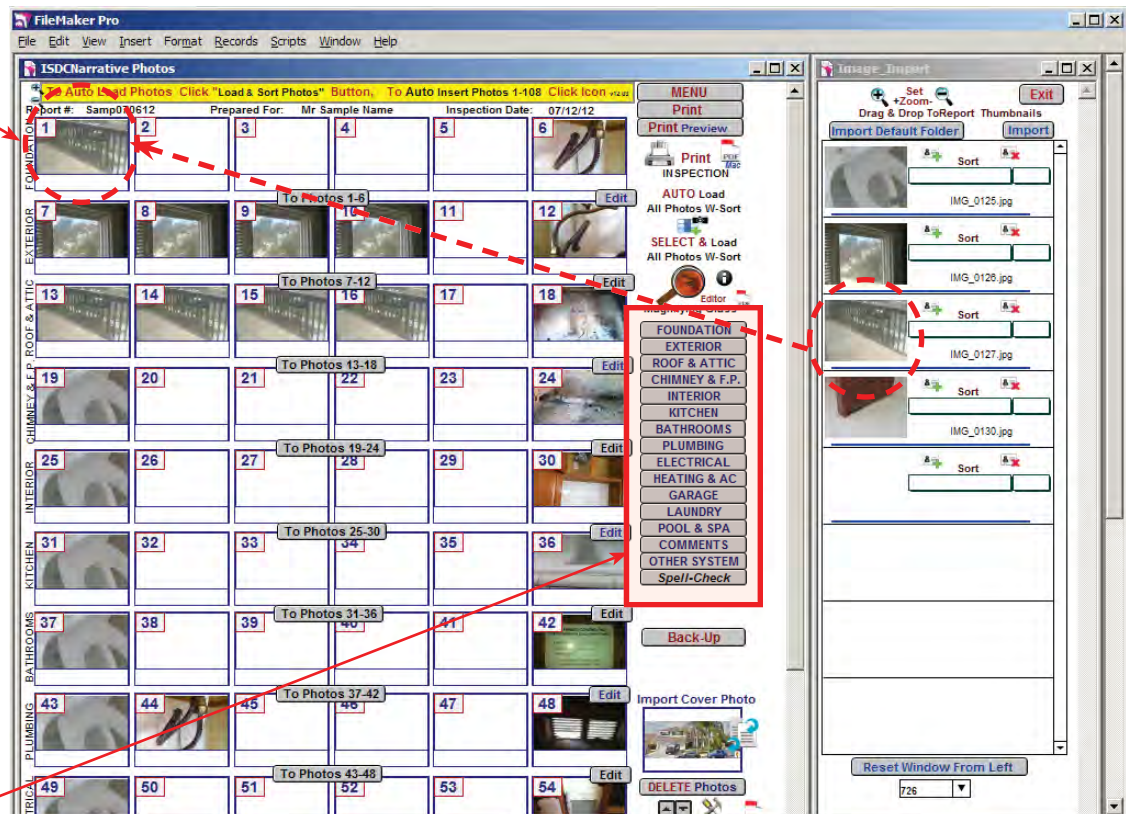 FileMaker Pro
File Edit View Insert Format Records Scripts Window Help
ISDCNarrative Photos
To Auto Load Photos Click "Load & Sort Photos" Button, To Auto Insert Photos 1-108 Click Icon
Report #: Samp070612 Prepared For: Mr Sample Name Inspection Date: 07/12/12
FOUNDATION
1 2 3 4 5 6
To Photos 1-6 Edit
EXTERIOR
7 8 9 10 11 12
To Photos 7-12 Edit
ROOF & ATTIC
13 14 15 16 17 18
To Photos 13-18 Edit
CHIMNEY & F.P.
19 20 21 22 23 24
To Photos 19-24 Edit
INTERIOR
25 26 27 28 29 30
To Photos 25-30 Edit
KITCHEN
31 32 33 34 35 36
To Photos 31-36 Edit
BATHROOMS
37 38 39 40 41 42
To Photos 37-42 Edit
PLUMBING
43 44 45 46 47 48
To Photos 43-48 Edit
49 50 51 52 53 54
MENU
Print
Print Preview
Print PDF Mac
INSPECTION
AUTO Load
All Photos W-Sort
SELECT & Load
All Photos W-Sort
Editor
Magnifying Glass
FOUNDATION
EXTERIOR
ROOF & ATTIC
CHIMNEY & F.P.
INTERIOR
KITCHEN
BATHROOMS
PLUMBING
ELECTRICAL
HEATING & AC
GARAGE
LAUNDRY
POOL & SPA
COMMENTS
OTHER SYSTEM
Spell-Check
Back-Up
Import Cover Photo
DELETE Photos
Image_Import
Set
+Zoom-
Exit
Drag & Drop ToReport Thumbnails
Import Default Folder Import
Sort
IMG_0125.jpg
Sort
IMG_0126.jpg
Sort
IMG_0127.jpg
Sort
IMG_0130.jpg
Sort
Reset Window From Left
726